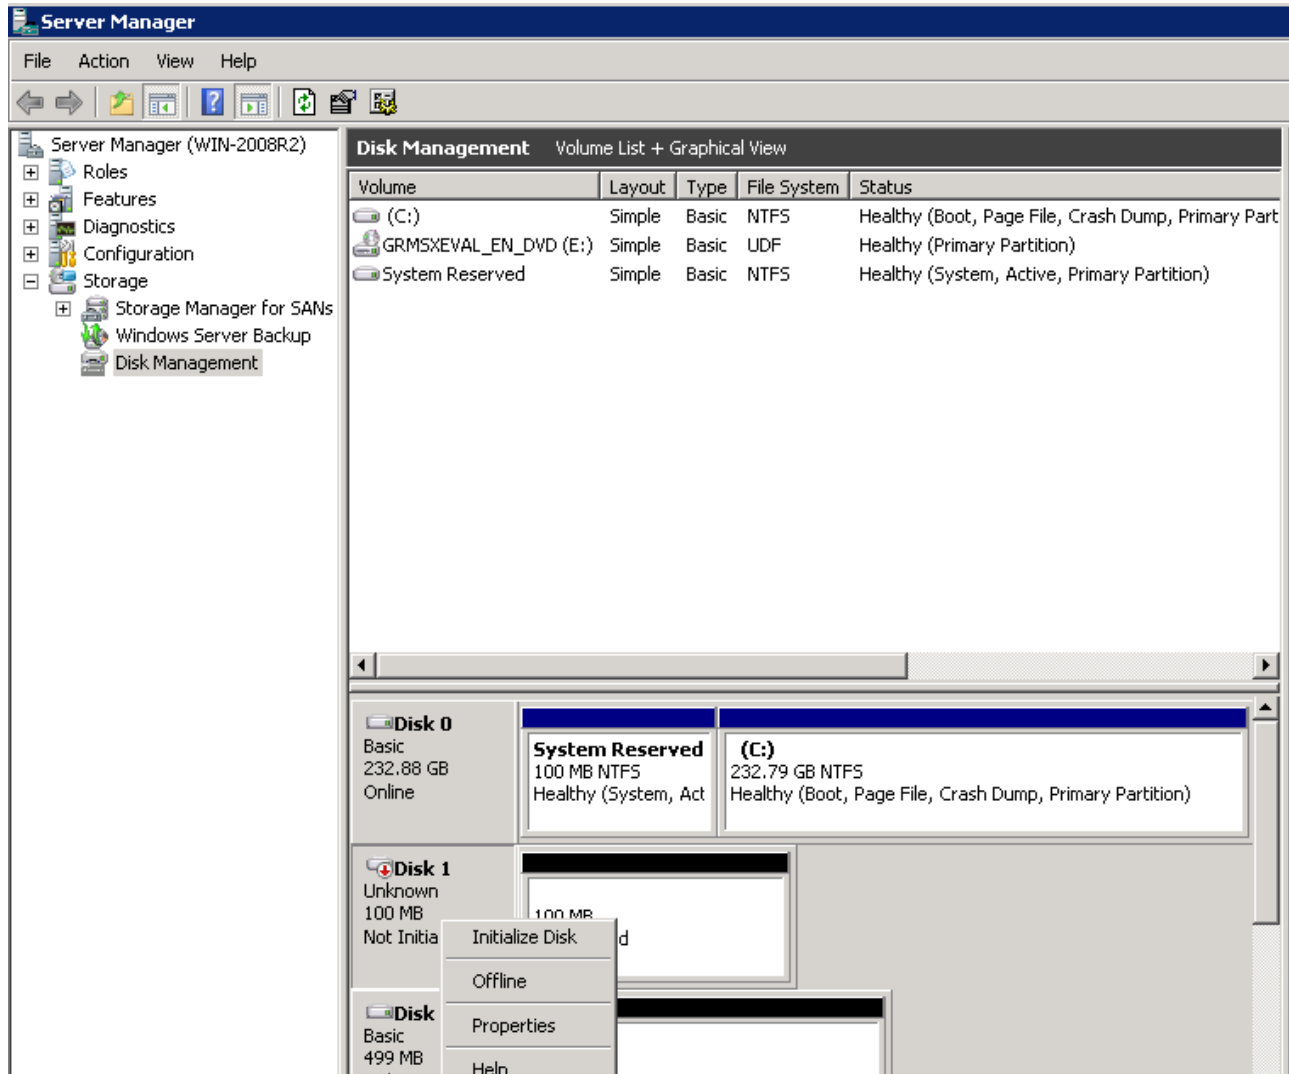 Server Manager
File Action View Help
Server Manager (WIN-2008R2)
Roles
Features
Diagnostics
Configuration
Storage
Storage Manager for SANs
Windows Server Backup
Disk Management
Disk Management Volume List + Graphical View
Volume Layout Type File System Status
(C:) Simple Basic NTFS Healthy (Boot, Page File, Crash Dump, Primary Part
GRMSXEVAL_EN_DVD (E:) Simple Basic UDF Healthy (Primary Partition)
System Reserved Simple Basic NTFS Healthy (System, Active, Primary Partition)
Disk 0
Basic
232.88 GB
Online
System Reserved
100 MB NTFS
Healthy (System, Act
(C:)
232.79 GB NTFS
Healthy (Boot, Page File, Crash Dump, Primary Partition)
Disk 1
Unknown
100 MB
Not Initia
100 MB
d
Initialize Disk
Offline
Properties
Help
Disk
Basic
499 MB